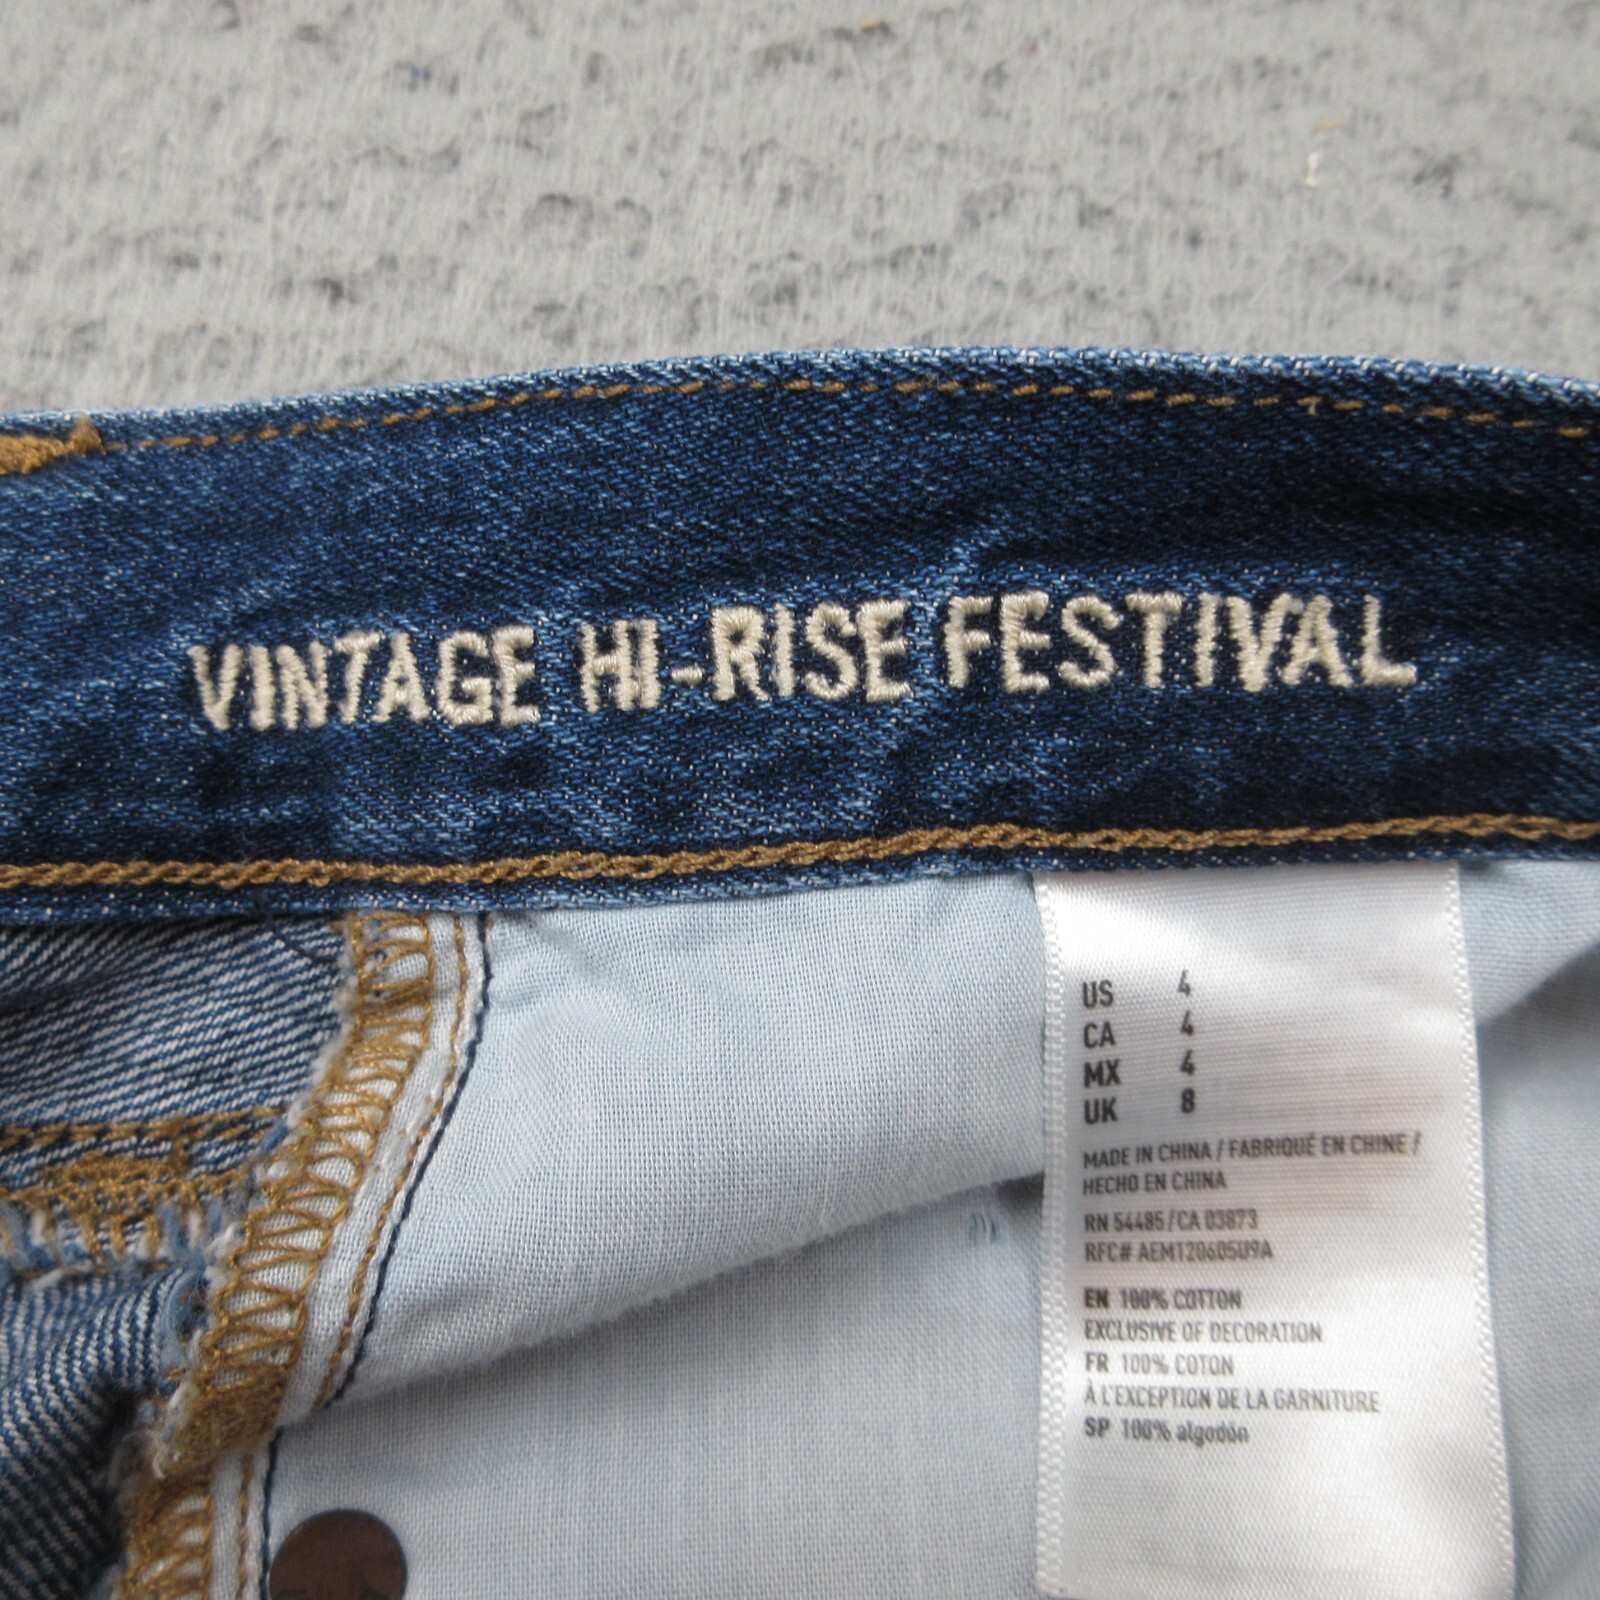 VINTAGE HI-RISE FESTIVAL
US 4
CA 4
MX 4
UK 8
MADE IN CHINA / FABRIQUÉ EN CHINE /
HECHO EN CHINA
RN 54485/CA 03873
RFC# AEM120605U9A
EN 100% COTTON
EXCLUSIVE OF DECORATION
FR 100% COTON
À L'EXCEPTION DE LA GARNITURE
SP 100% algodón